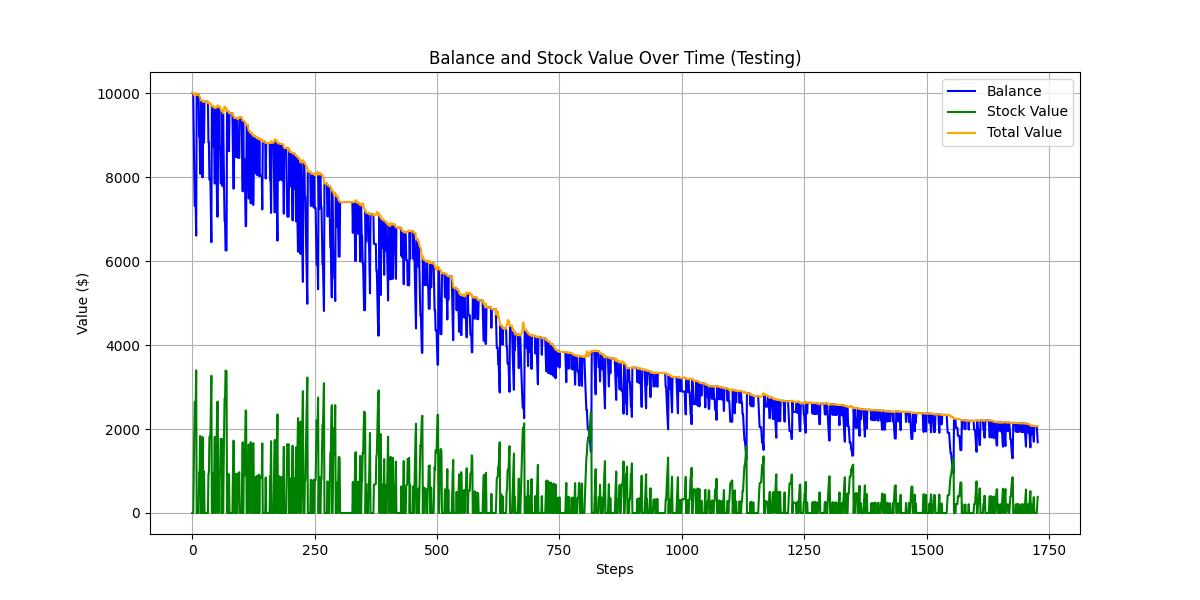 Balance and Stock Value Over Time (Testing)
Balance
Stock Value
Total Value
Value ($)
10000
8000
6000
4000
2000
0
0 250 500 750 1000 1250 1500 1750
Steps